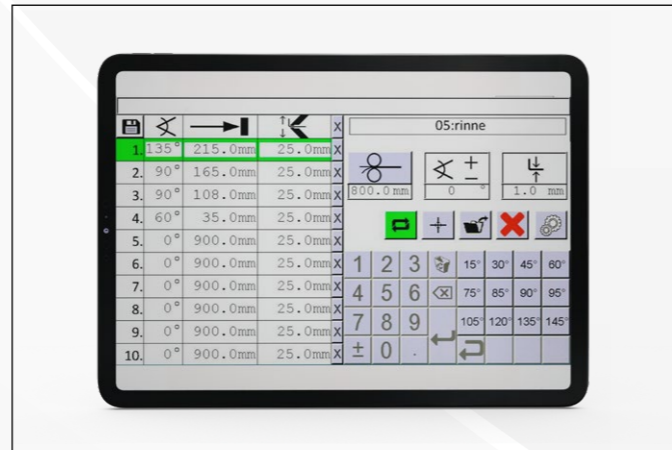 05:rinne
1. 135° 215.0mm 25.0mm X
2. 90° 165.0mm 25.0mm X
3. 90° 108.0mm 25.0mm X
4. 60° 35.0mm 25.0mm X
5. 0° 900.0mm 25.0mm X
6. 0° 900.0mm 25.0mm X
7. 0° 900.0mm 25.0mm X
8. 0° 900.0mm 25.0mm X
9. 0° 900.0mm 25.0mm X
10. 0° 900.0mm 25.0mm X
X
800.0 mm
+
−
0 °
1.0 mm
+
1 2 3 15° 30° 45° 60°
4 5 6 75° 85° 90° 95°
7 8 9 105° 120° 135° 145°
± 0 .